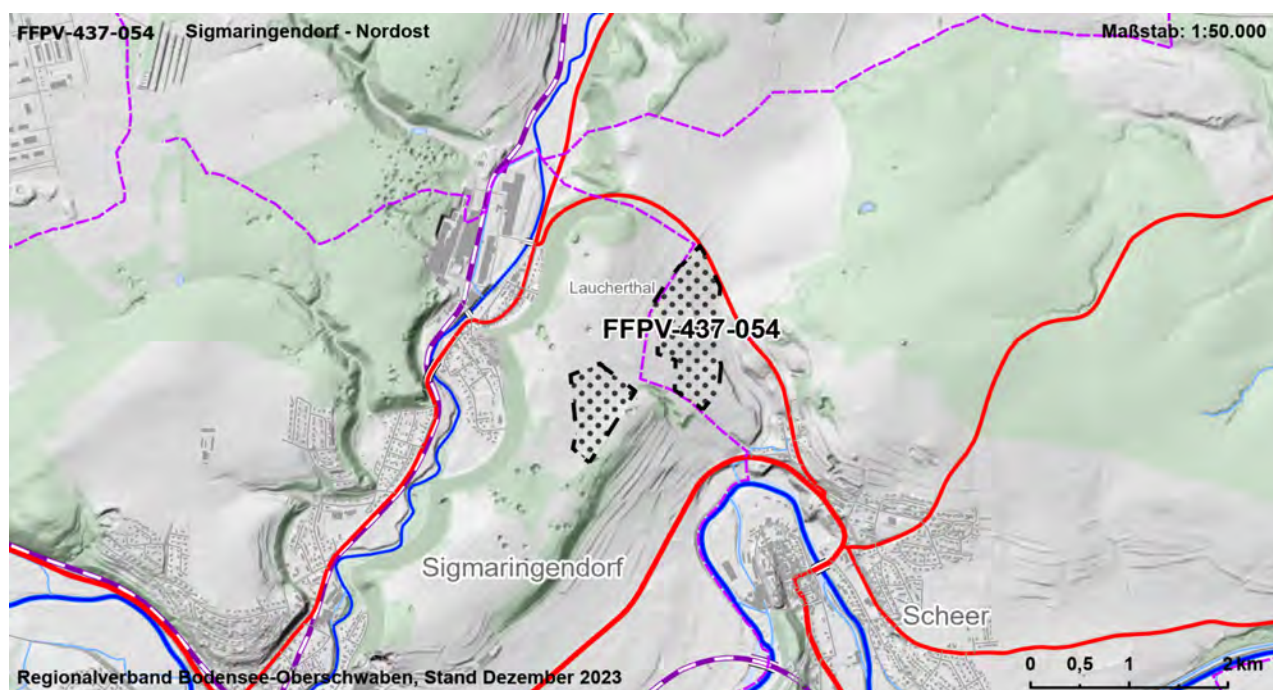 FFPV-437-054 Sigmaringendorf - Nordost Maßstab: 1:50.000
Laucherthal
FFPV-437-054
Sigmaringendorf
Scheer
Regionalverband Bodensee-Oberschwaben, Stand Dezember 2023
0 0,5 1 2 km